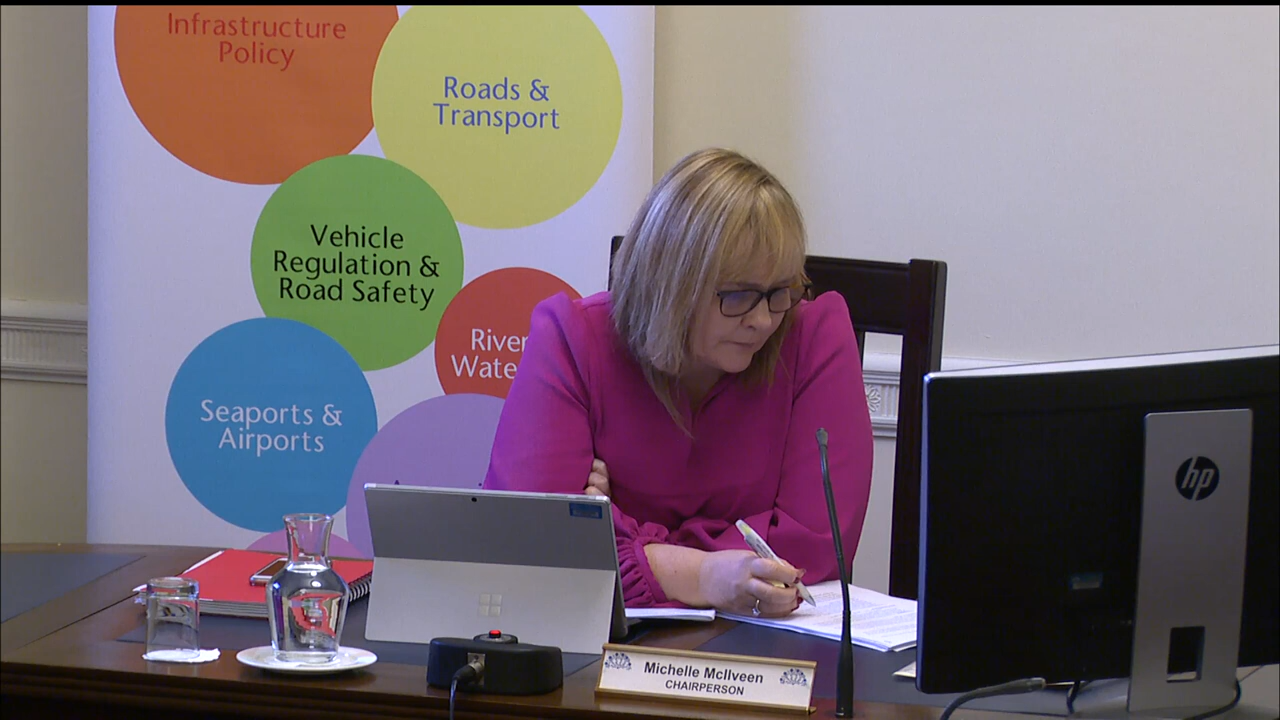 Infrastructure
Policy
Roads &
Transport
Vehicle
Regulation &
Road Safety
River
Wate
Seaports &
Airports
hp
Michelle McIlveen
CHAIRPERSON